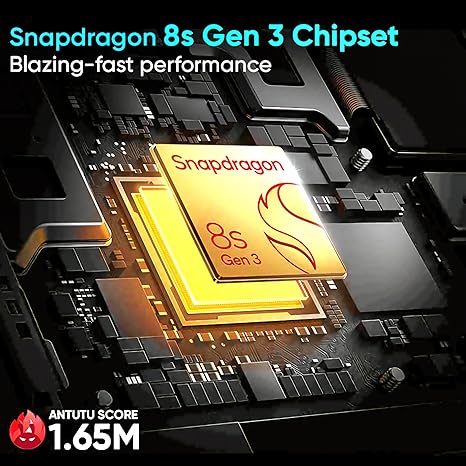 Snapdragon 8s Gen 3 Chipset
Blazing-fast performance
Snapdragon
8s
Gen 3
ANTUTU SCORE
1.65M